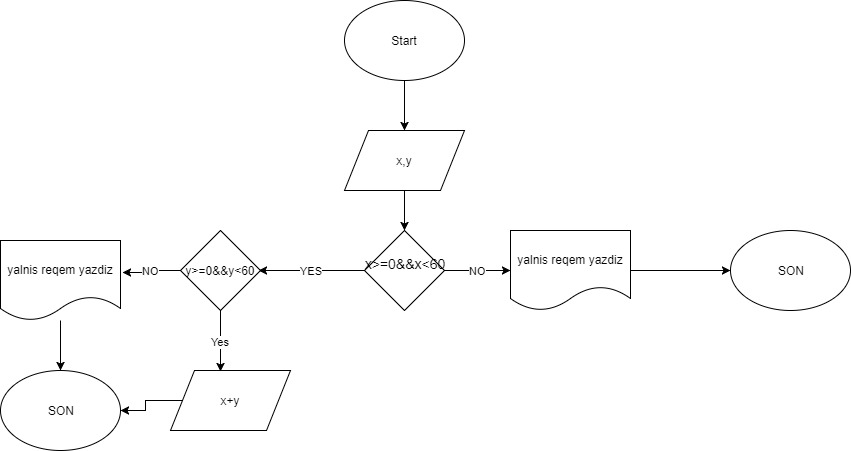 Start
x,y
x>=0&&x<60
YES
NO
y>=0&&y<60
NO
Yes
yalnis reqem yazdiz
SON
yalnis reqem yazdiz
SON
x+y